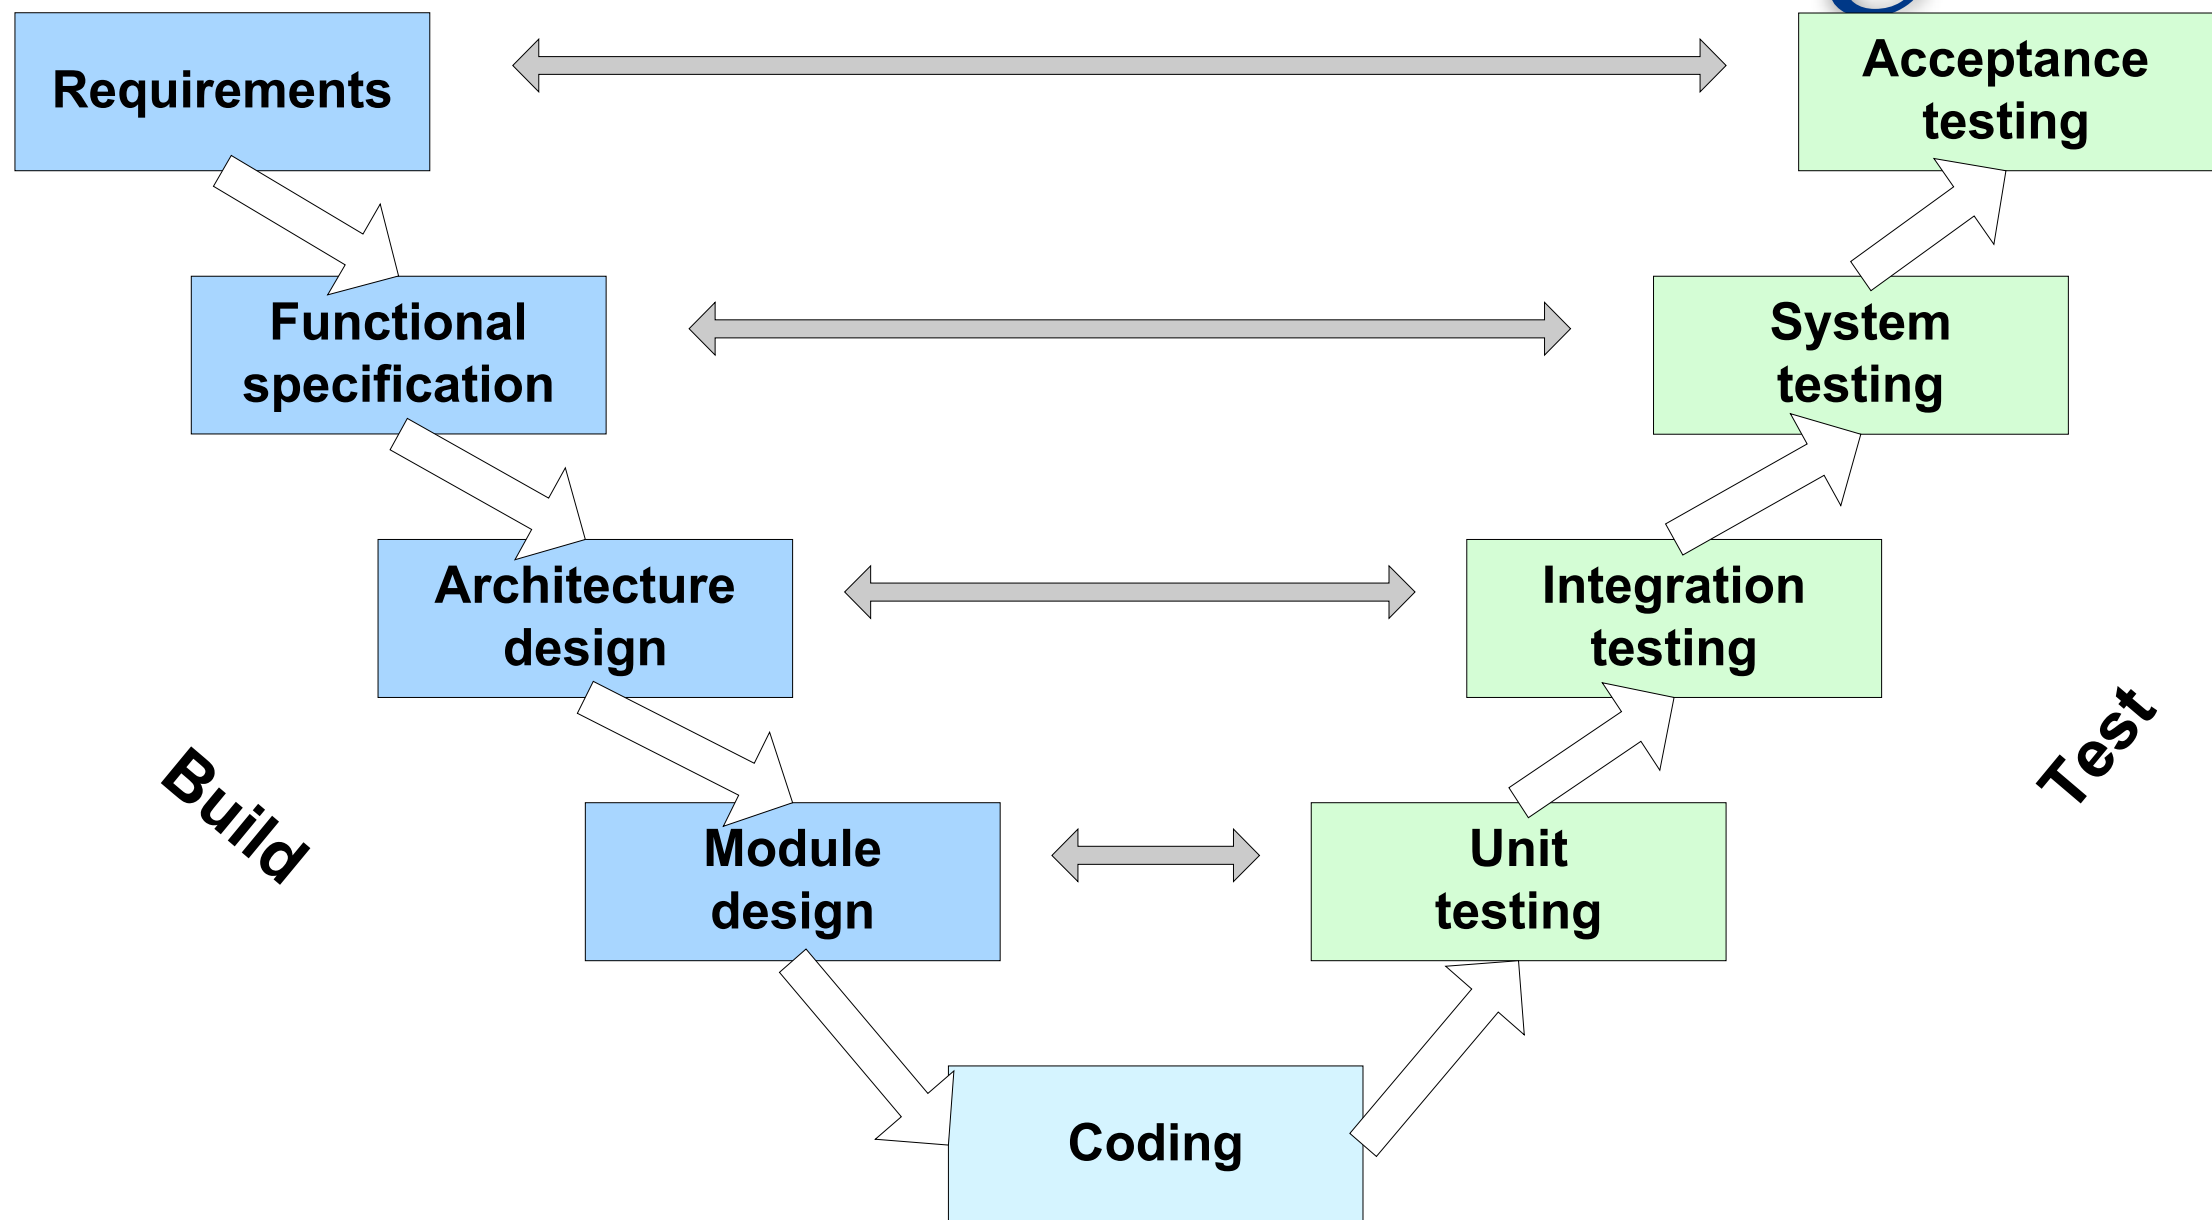 Requirements
Acceptance
testing
Functional
specification
System
testing
Architecture
design
Integration
testing
Build
Test
Module
design
Unit
testing
Coding